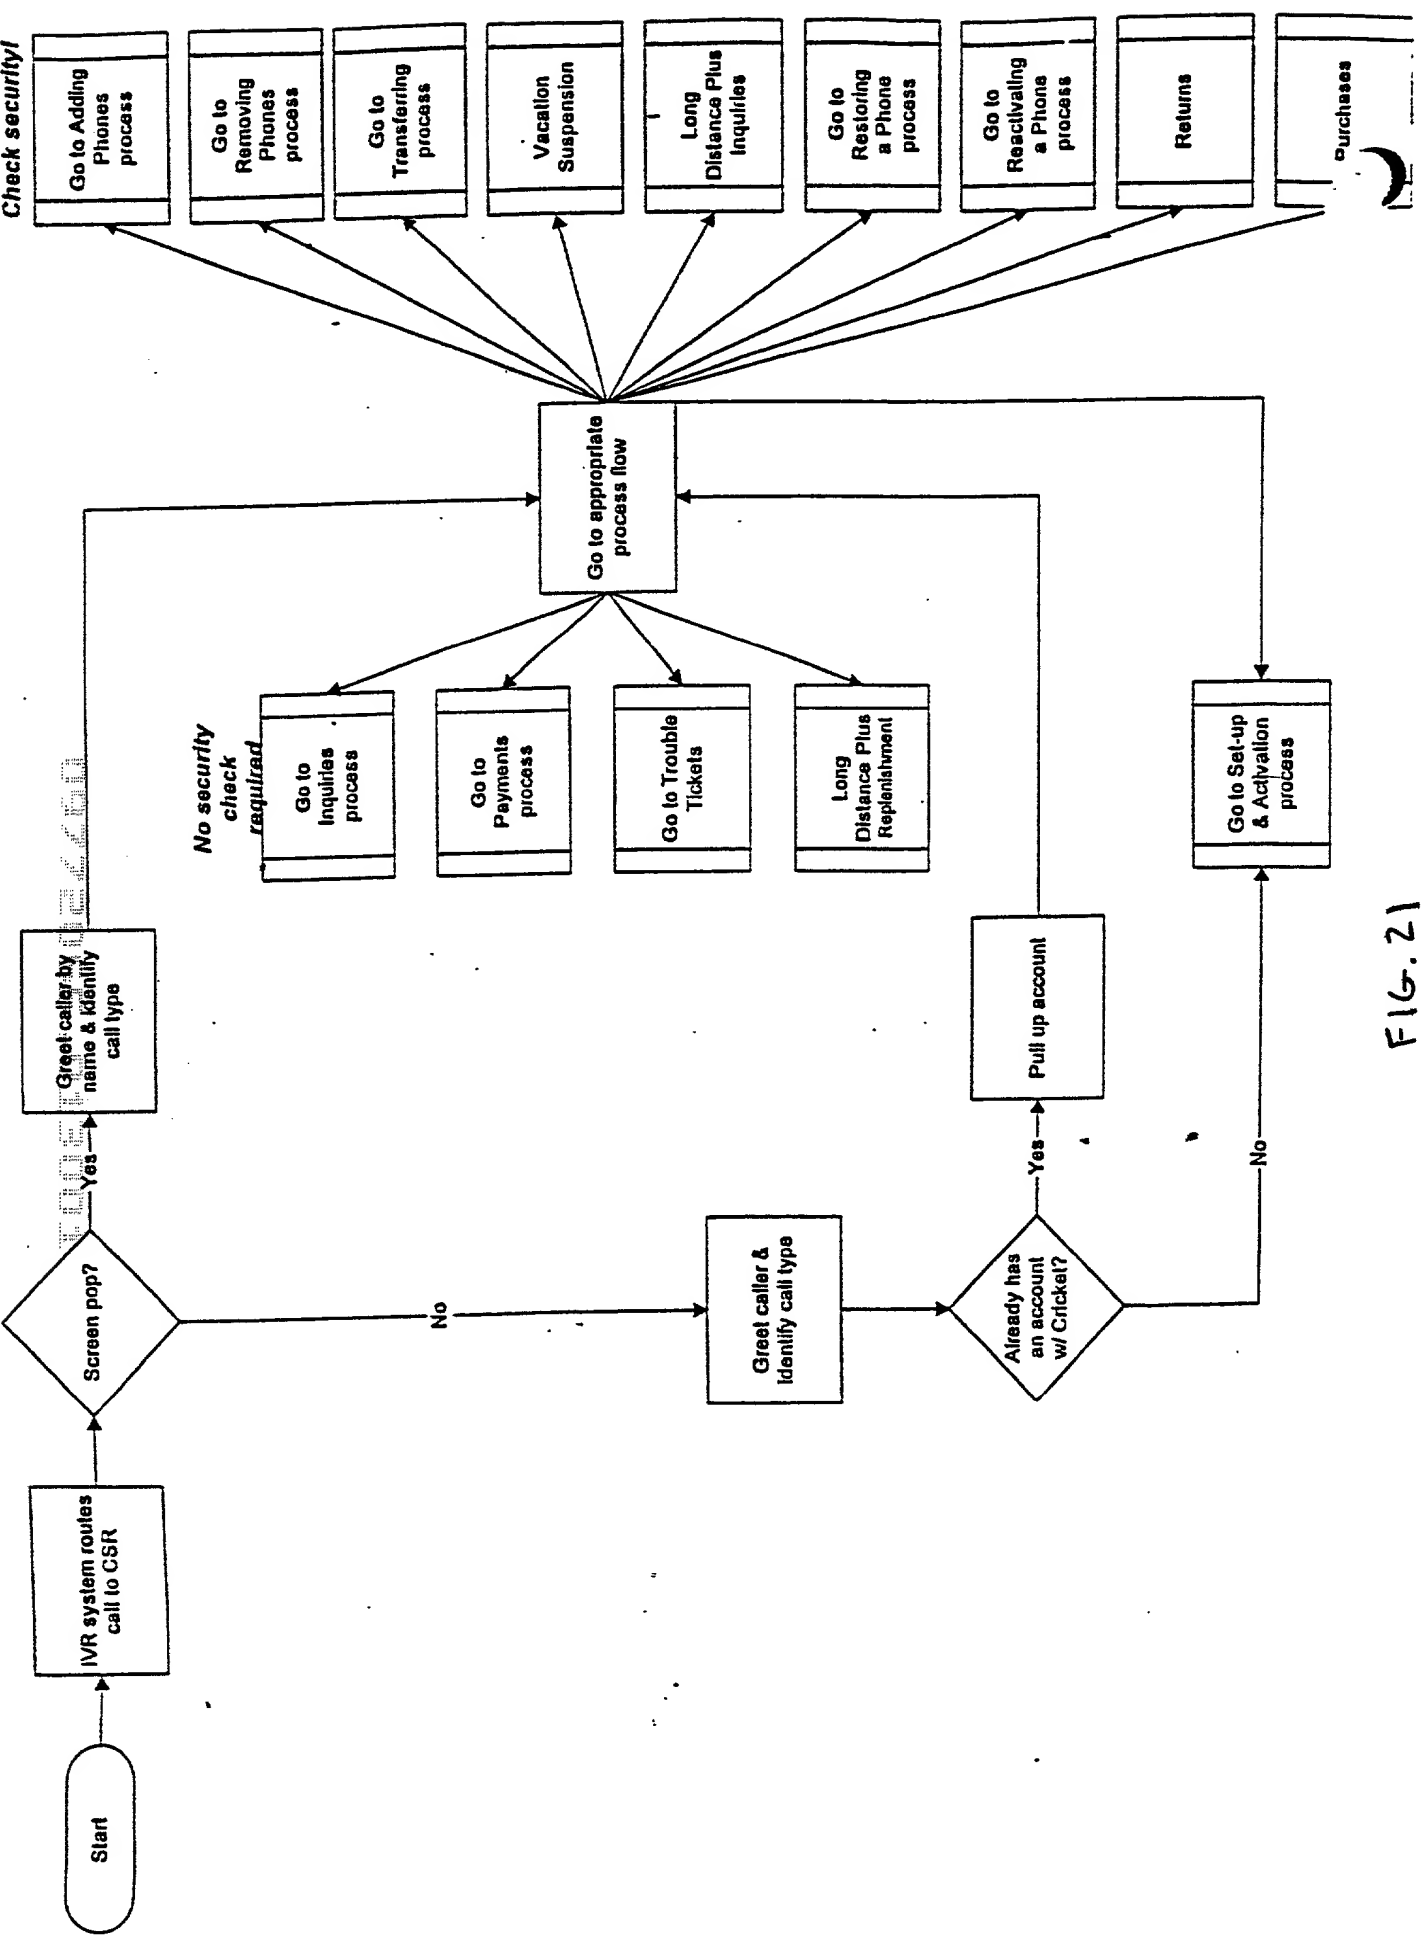 Start
IVR system routes
call to CSR
Screen pop?
Yes
Greet caller by
name & identify
call type
No
Greet caller &
Identify call type
Already has
an account
w/ Cricket?
Yes
Pull up account
No
Go to Set-up
& Activation
process
Go to appropriate
process flow
No security
check
required
Go to
Inquiries
process
Go to
Payments
process
Go to Trouble
Tickets
Long
Distance Plus
Replenishment
Check security!
Go to Adding
Phones
process
Go to
Removing
Phones
process
Go to
Transferring
process
Vacation
Suspension
Long
Distance Plus
Inquiries
Go to
Restoring
a Phone
process
Go to
Reactivating
a Phone
process
Returns
Purchases
FIG. 21